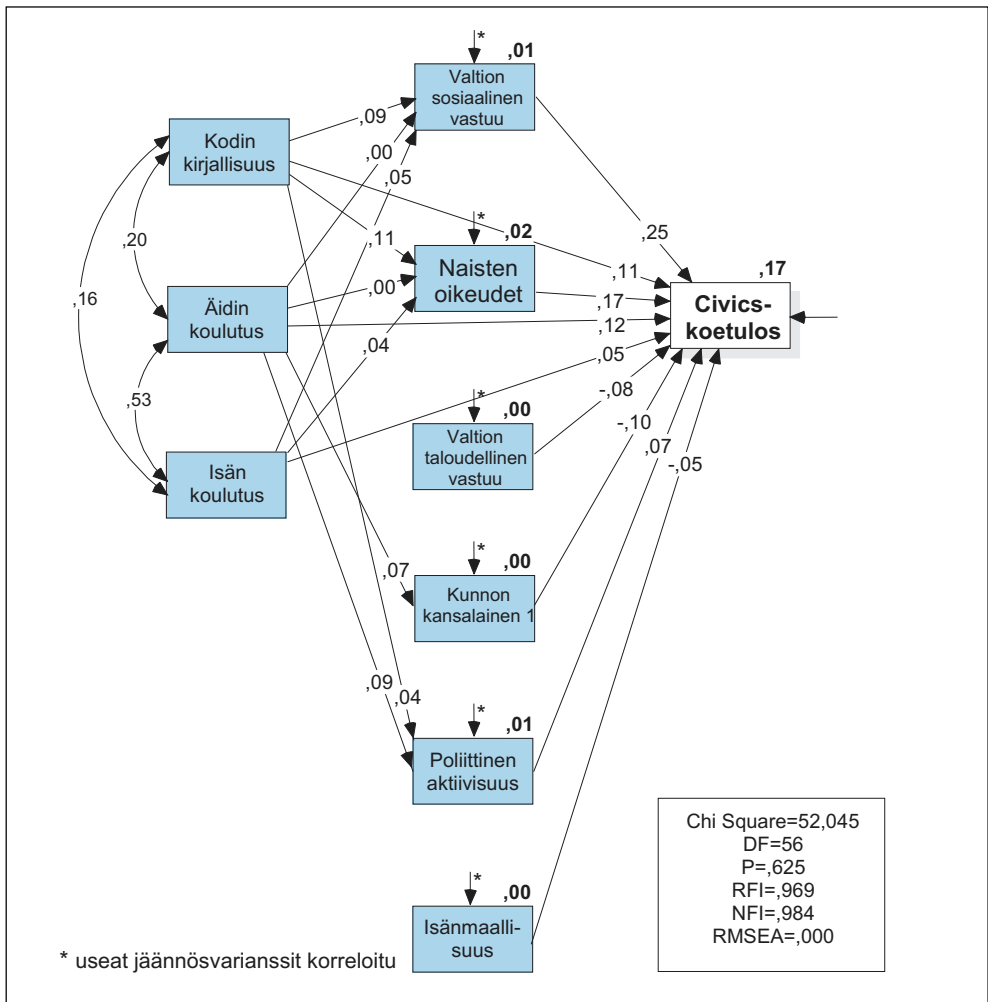 *
,01
Valtion
sosiaalinen
vastuu
,09
Kodin
kirjallisuus
,00
,05
*
,02
,20
,11
,25
Naisten
oikeudet
,11
,17
,16
,00
,17
Civics-
koetulos
Äidin
koulutus
,12
,04
,05
*
,00
-,08
,53
Valtion
taloudellinen
vastuu
-,10
,07
-,05
Isän
koulutus
*
,00
,07
Kunnon
kansalainen 1
,09
,04
*
,01
Poliittinen
aktiivisuus
Chi Square=52,045
DF=56
P=,625
RFI=,969
NFI=,984
RMSEA=,000
*
,00
Isänmaalli-
suus
* useat jäännösvarianssit korreloitu